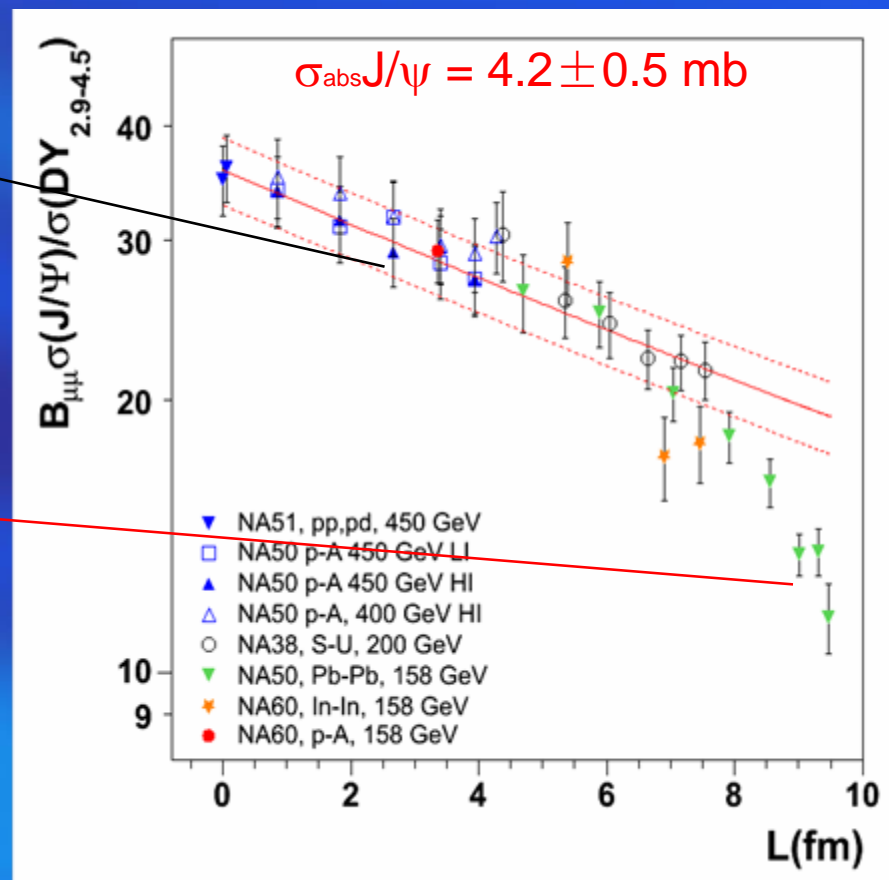 σabsJ/ψ = 4.2±0.5 mb
Bμμσ(J/Ψ)/σ(DY2.9-4.5)
40
30
20
10
9
NA51, pp,pd, 450 GeV
NA50 p-A 450 GeV LI
NA50 p-A 450 GeV HI
NA50 p-A, 400 GeV HI
NA38, S-U, 200 GeV
NA50, Pb-Pb, 158 GeV
NA60, In-In, 158 GeV
NA60, p-A, 158 GeV
0 2 4 6 8 10
L(fm)